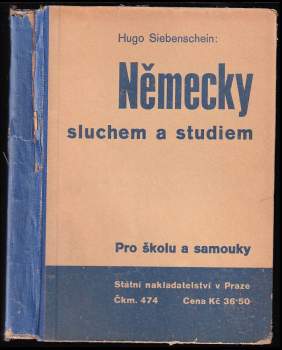 Hugo Siebenschein:
Německy
sluchem a studiem
Pro školu a samouky
Státní nakladatelství v Praze
Čkm. 474 Cena Kč 36·50